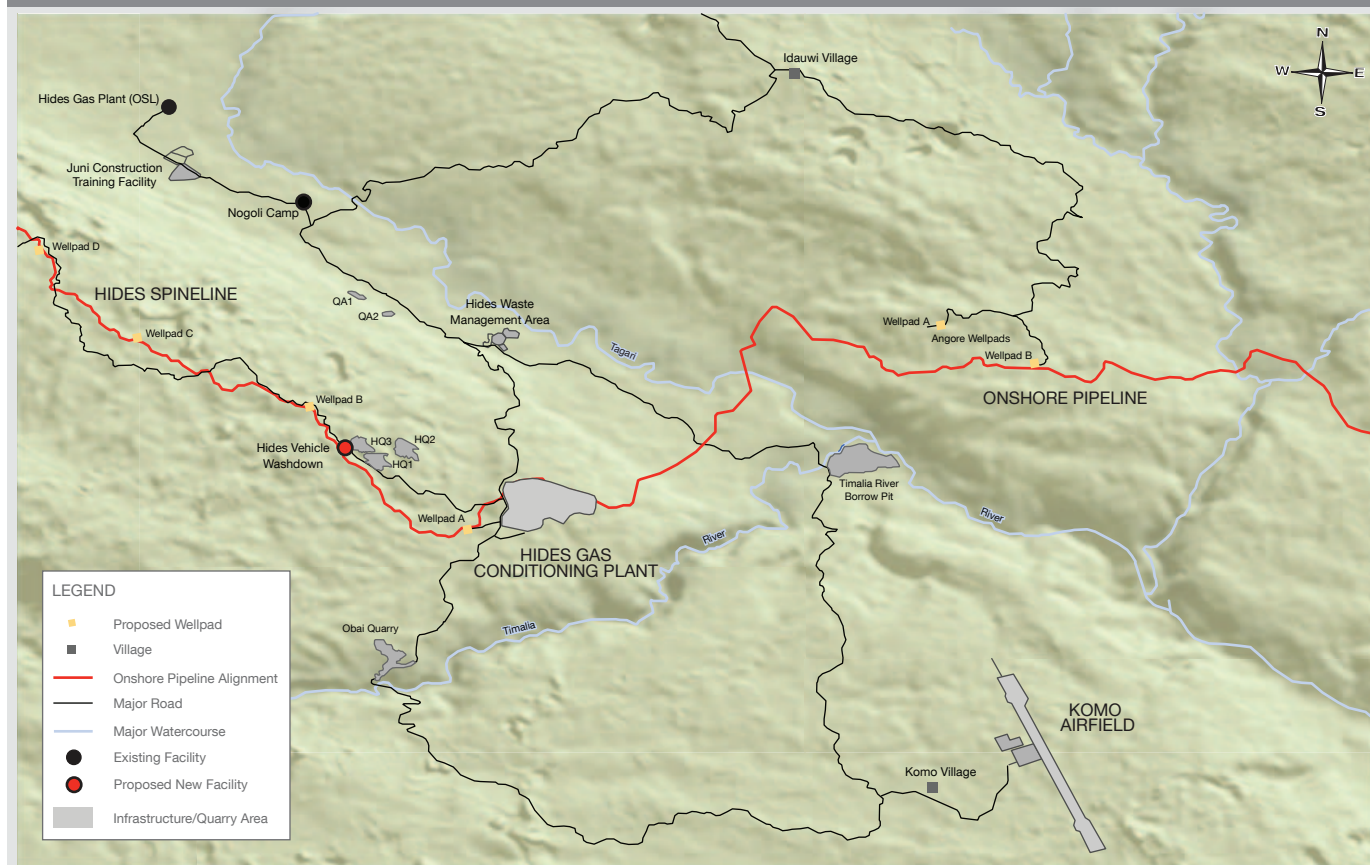 N
W
E
S
Idauwi Village
Hides Gas Plant (OSL)
Juni Construction
Training Facility
Nogoli Camp
Wellpad D
HIDES SPINELINE
QA1
QA2
Hides Waste
Management Area
Wellpad C
Tagari
Wellpad A
Angore Wellpads
Wellpad B
ONSHORE PIPELINE
Wellpad B
Hides Vehicle
Washdown
HQ3
HQ2
HQ1
Timalia River
Borrow Pit
Wellpad A
River
River
HIDES GAS
CONDITIONING PLANT
Obai Quarry
Timalia
KOMO
AIRFIELD
Komo Village
LEGEND
Proposed Wellpad
Village
Onshore Pipeline Alignment
Major Road
Major Watercourse
Existing Facility
Proposed New Facility
Infrastructure/Quarry Area